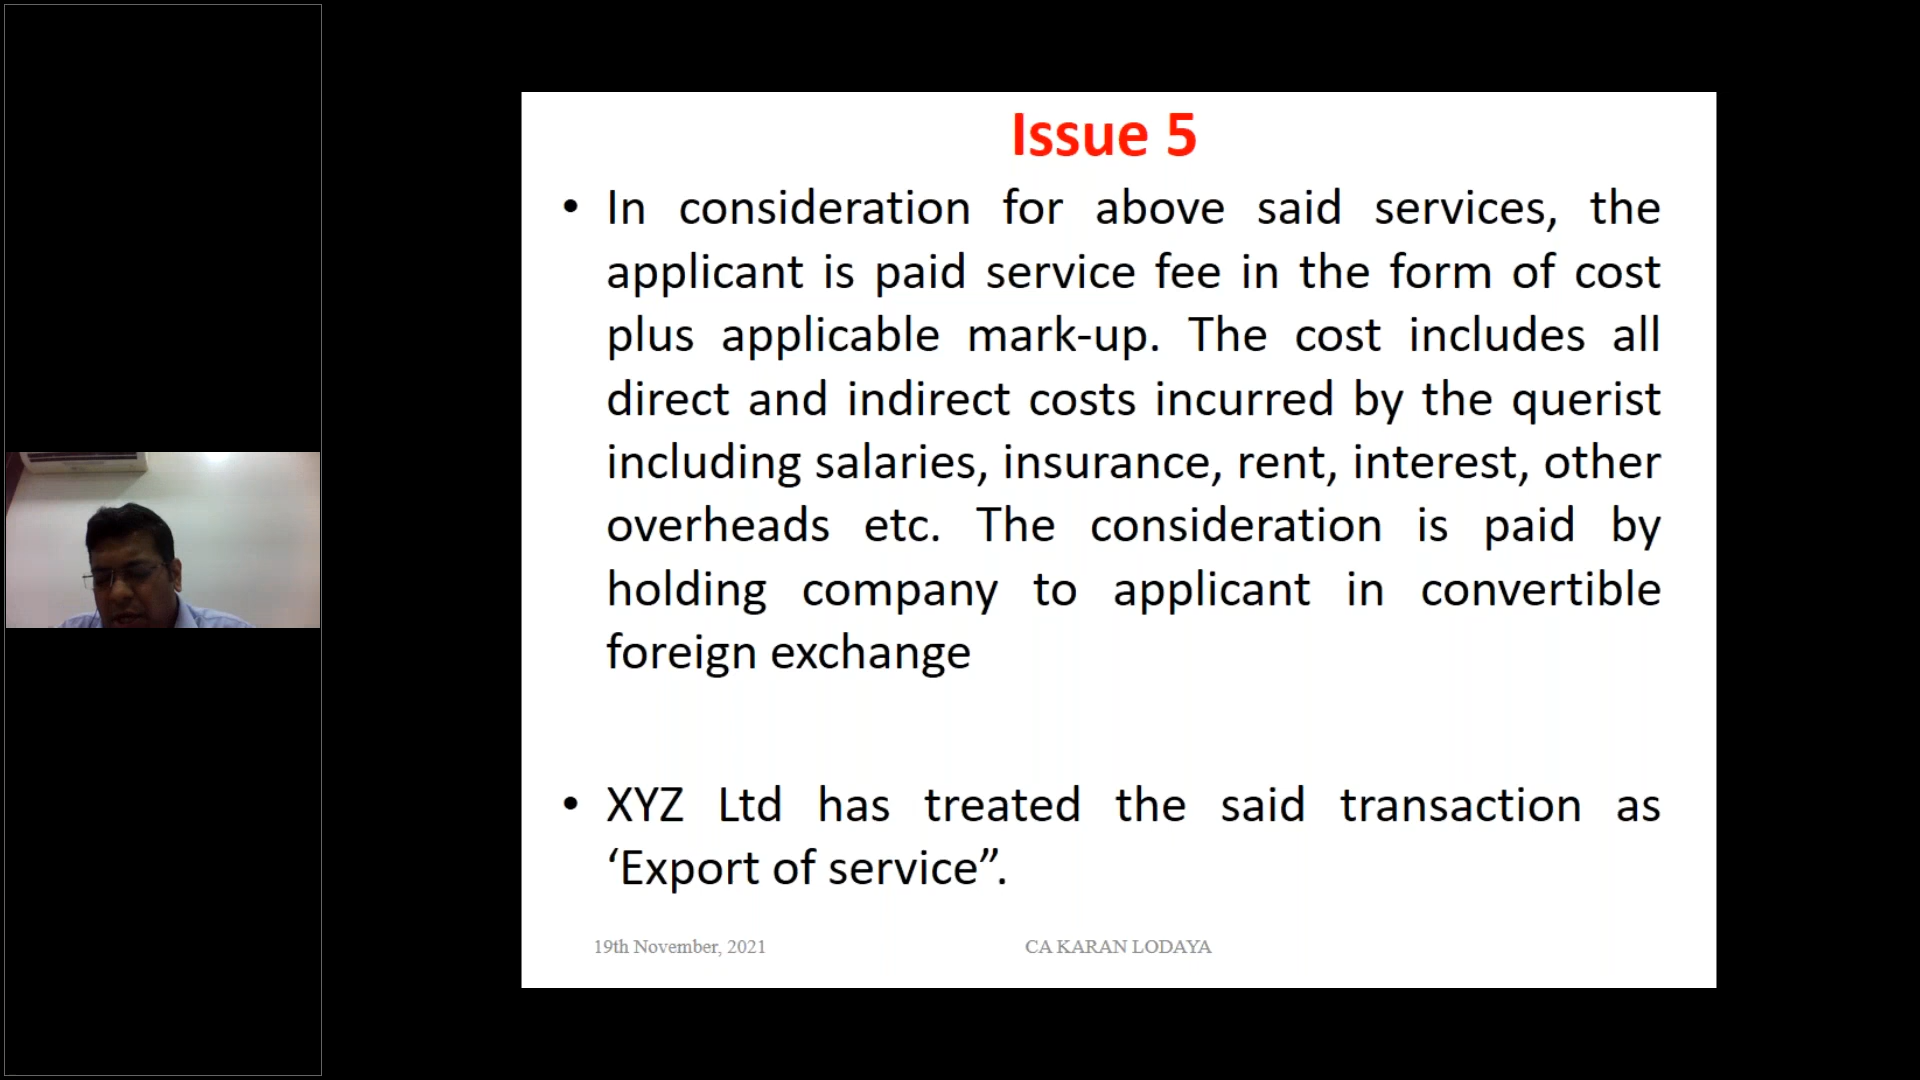 Issue 5
• In consideration for above said services, the
applicant is paid service fee in the form of cost
plus applicable mark-up. The cost includes all
direct and indirect costs incurred by the querist
including salaries, insurance, rent, interest, other
overheads etc. The consideration is paid by
holding company to applicant in convertible
foreign exchange
• XYZ Ltd has treated the said transaction as
‘Export of service”.
19th November, 2021
CA KARAN LODAYA